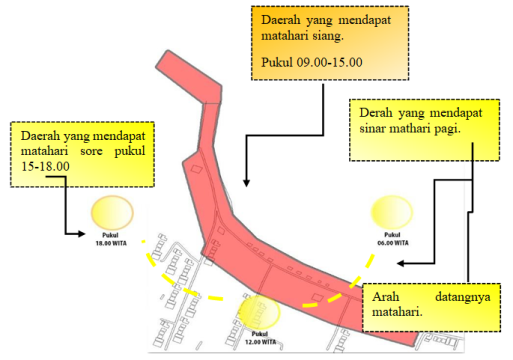 Daerah yang mendapat
matahari siang.
Pukul 09.00-15.00
Derah yang mendapat
sinar mathari pagi.
Daerah yang mendapat
matahari sore pukul
15-18.00
Pukul
18.00 WITA
Pukul
06.00 WITA
Arah datangnya
matahari.
Pukul
12.00 WITA